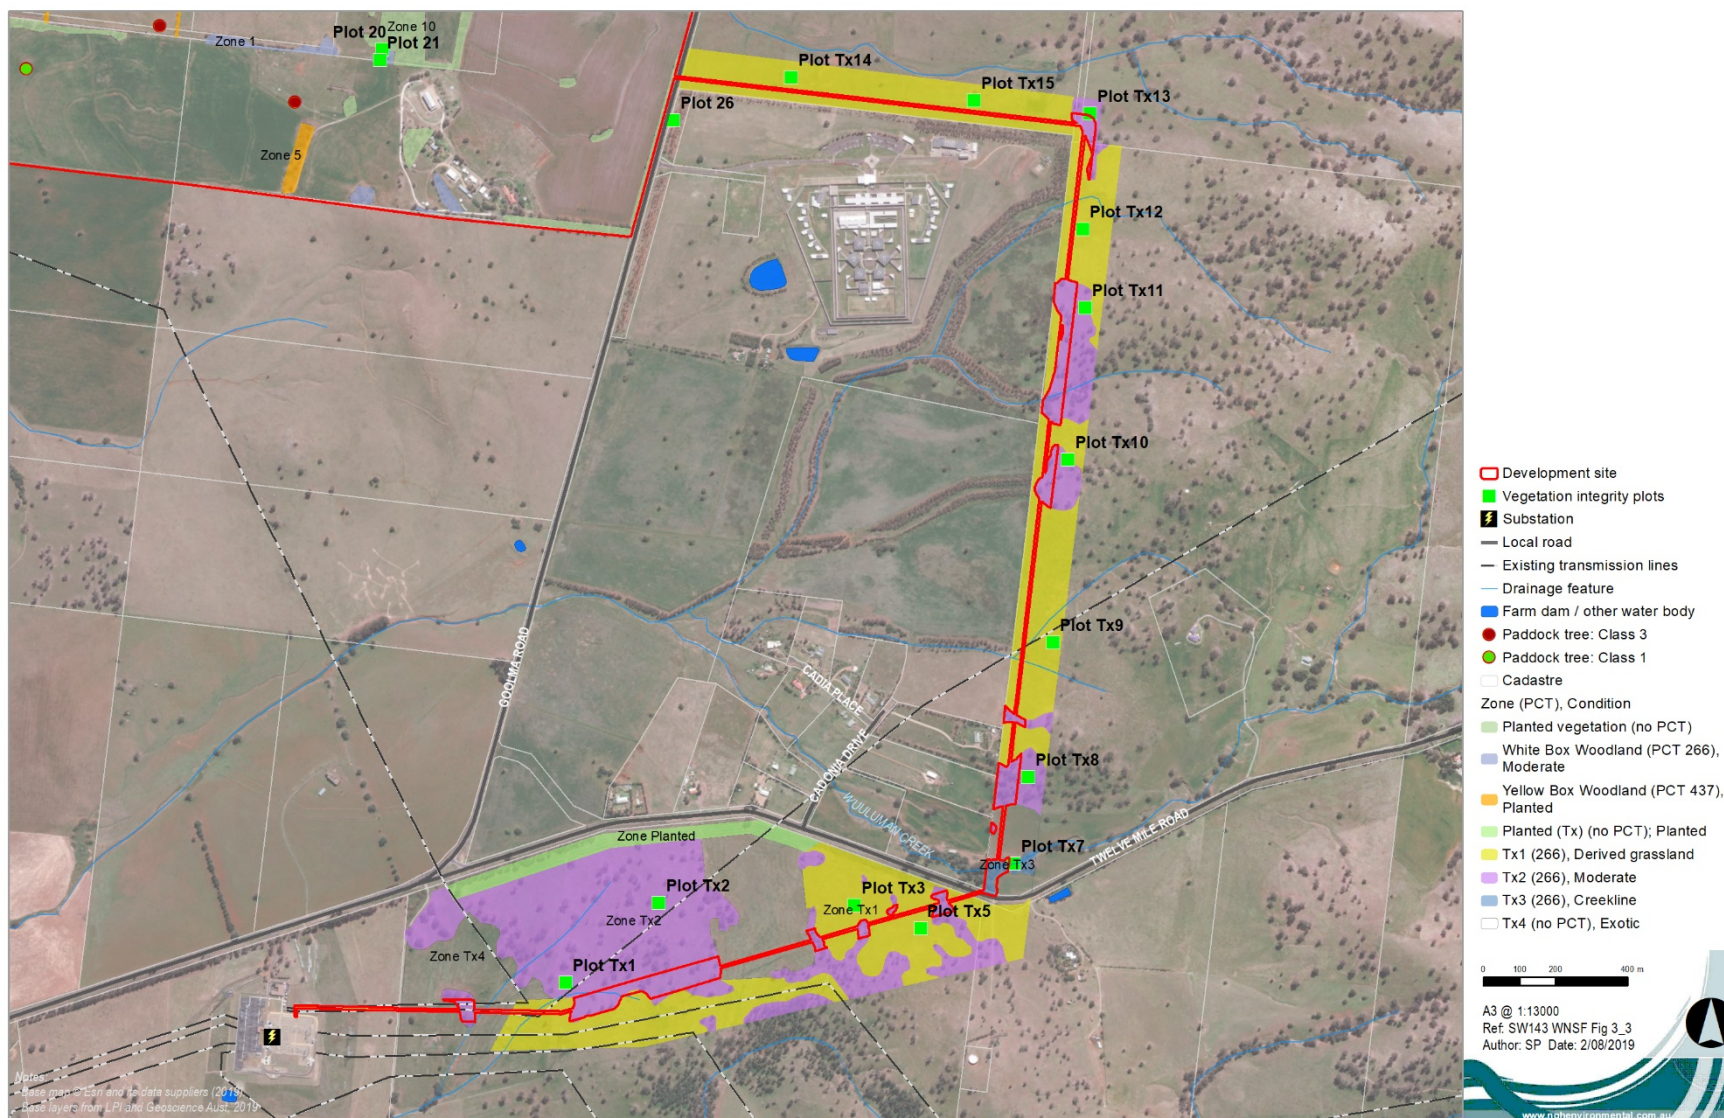 Zone 10
Plot 20
Zone 1
Plot 21
Plot Tx14
Plot Tx15
Plot Tx13
Plot 26
Zone 5
Plot Tx12
Plot Tx11
Plot Tx10
Plot Tx9
GOOLMA ROAD
CADIA PLACE
CADONIA DRIVE
Plot Tx8
WUULUMAN CREEK
TWELVE MILE ROAD
Zone Planted
Plot Tx7
Zone Tx3
Plot Tx2
Plot Tx3
Zone Tx2
Zone Tx1
Plot Tx5
Zone Tx4
Plot Tx1
Notes:
- Base map © Esri and its data suppliers (2019)
- Base layers from LPI and Geoscience Aust, 2019
Development site
Vegetation integrity plots
Substation
Local road
Existing transmission lines
Drainage feature
Farm dam / other water body
Paddock tree: Class 3
Paddock tree: Class 1
Cadastre
Zone (PCT), Condition
Planted vegetation (no PCT)
White Box Woodland (PCT 266),
Moderate
Yellow Box Woodland (PCT 437),
Planted
Planted (Tx) (no PCT); Planted
Tx1 (266), Derived grassland
Tx2 (266), Moderate
Tx3 (266), Creekline
Tx4 (no PCT), Exotic
0 100 200 400 m
A3 @ 1:13000
Ref: SW143 WNSF Fig 3_3
Author: SP Date: 2/08/2019
www.nghenvironmental.com.au